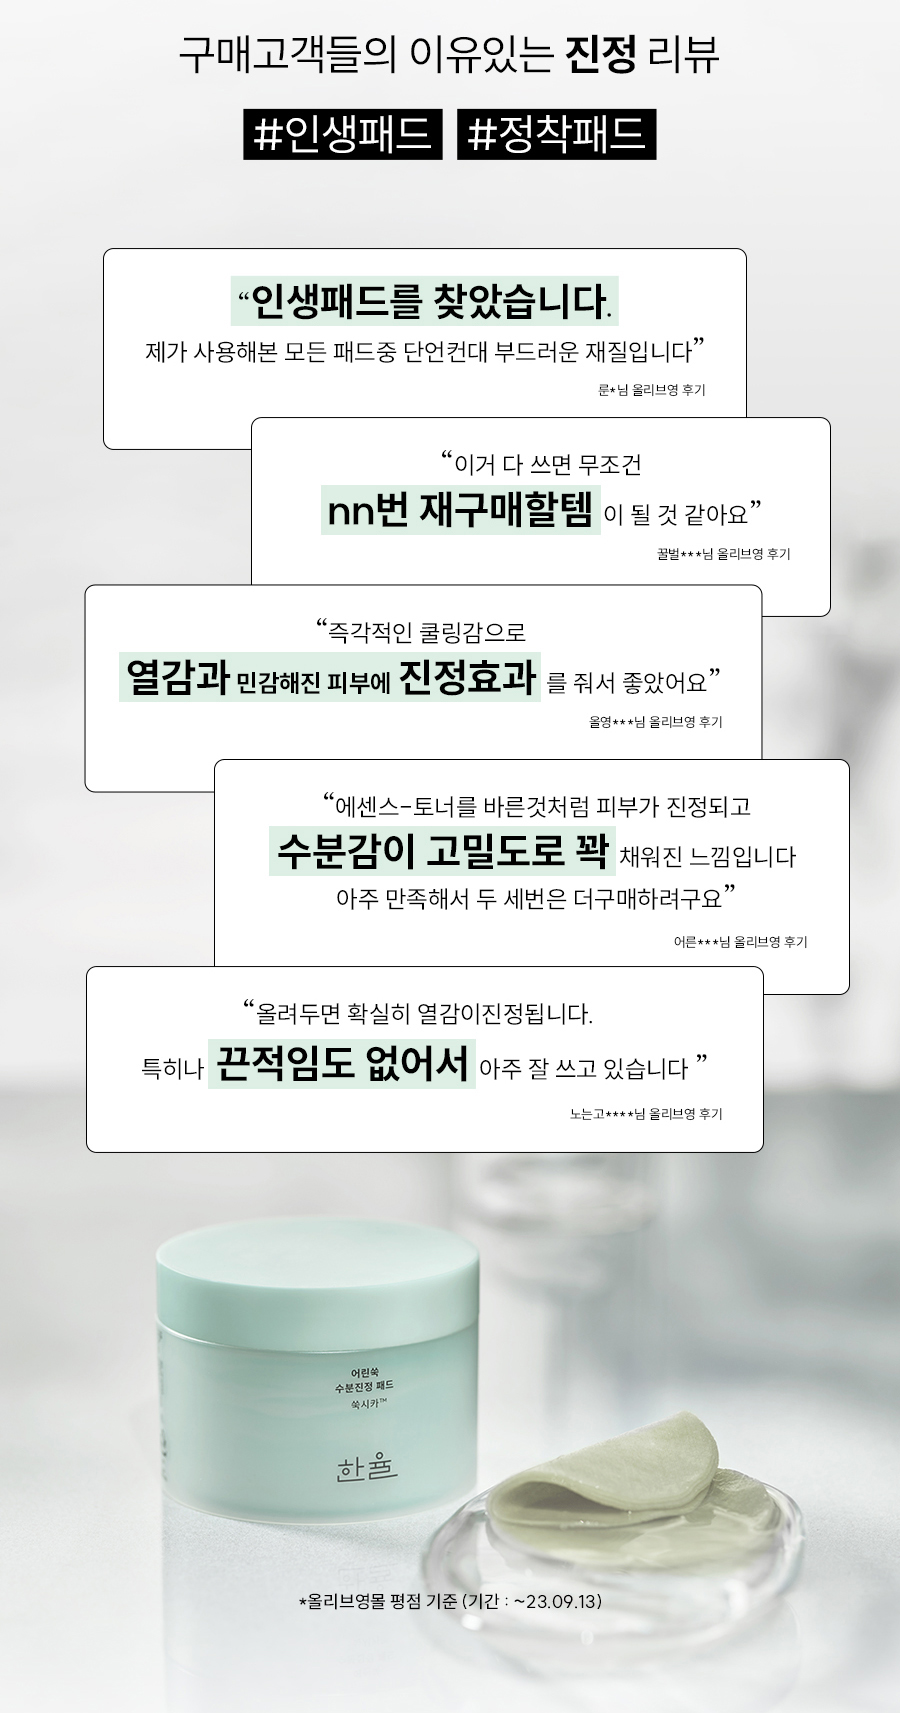 구매고객들의 이유있는 진정 리뷰
#인생패드 #정착패드
“인생패드를 찾았습니다.
제가 사용해본 모든 패드중 단언컨대 부드러운 재질입니다”
룬*님 올리브영 후기
“이거 다 쓰면 무조건
nn번 재구매할템이 될 것 같아요”
꿀벌***님 올리브영 후기
“즉각적인 쿨링감으로
열감과 민감해진 피부에 진정효과를 줘서 좋았어요”
올영***님 올리브영 후기
“에센스-토너를 바른것처럼 피부가 진정되고
수분감이 고밀도로 꽉 채워진 느낌입니다
아주 만족해서 두 세번은 더구매하려구요”
어른***님 올리브영 후기
“올려두면 확실히 열감이진정됩니다.
특히나 끈적임도 없어서 아주 잘 쓰고 있습니다 ”
노는고****님 올리브영 후기
어린쑥
수분진정 패드
쑥시카™
한율
*올리브영몰 평점 기준 (기간 : ~23.09.13)